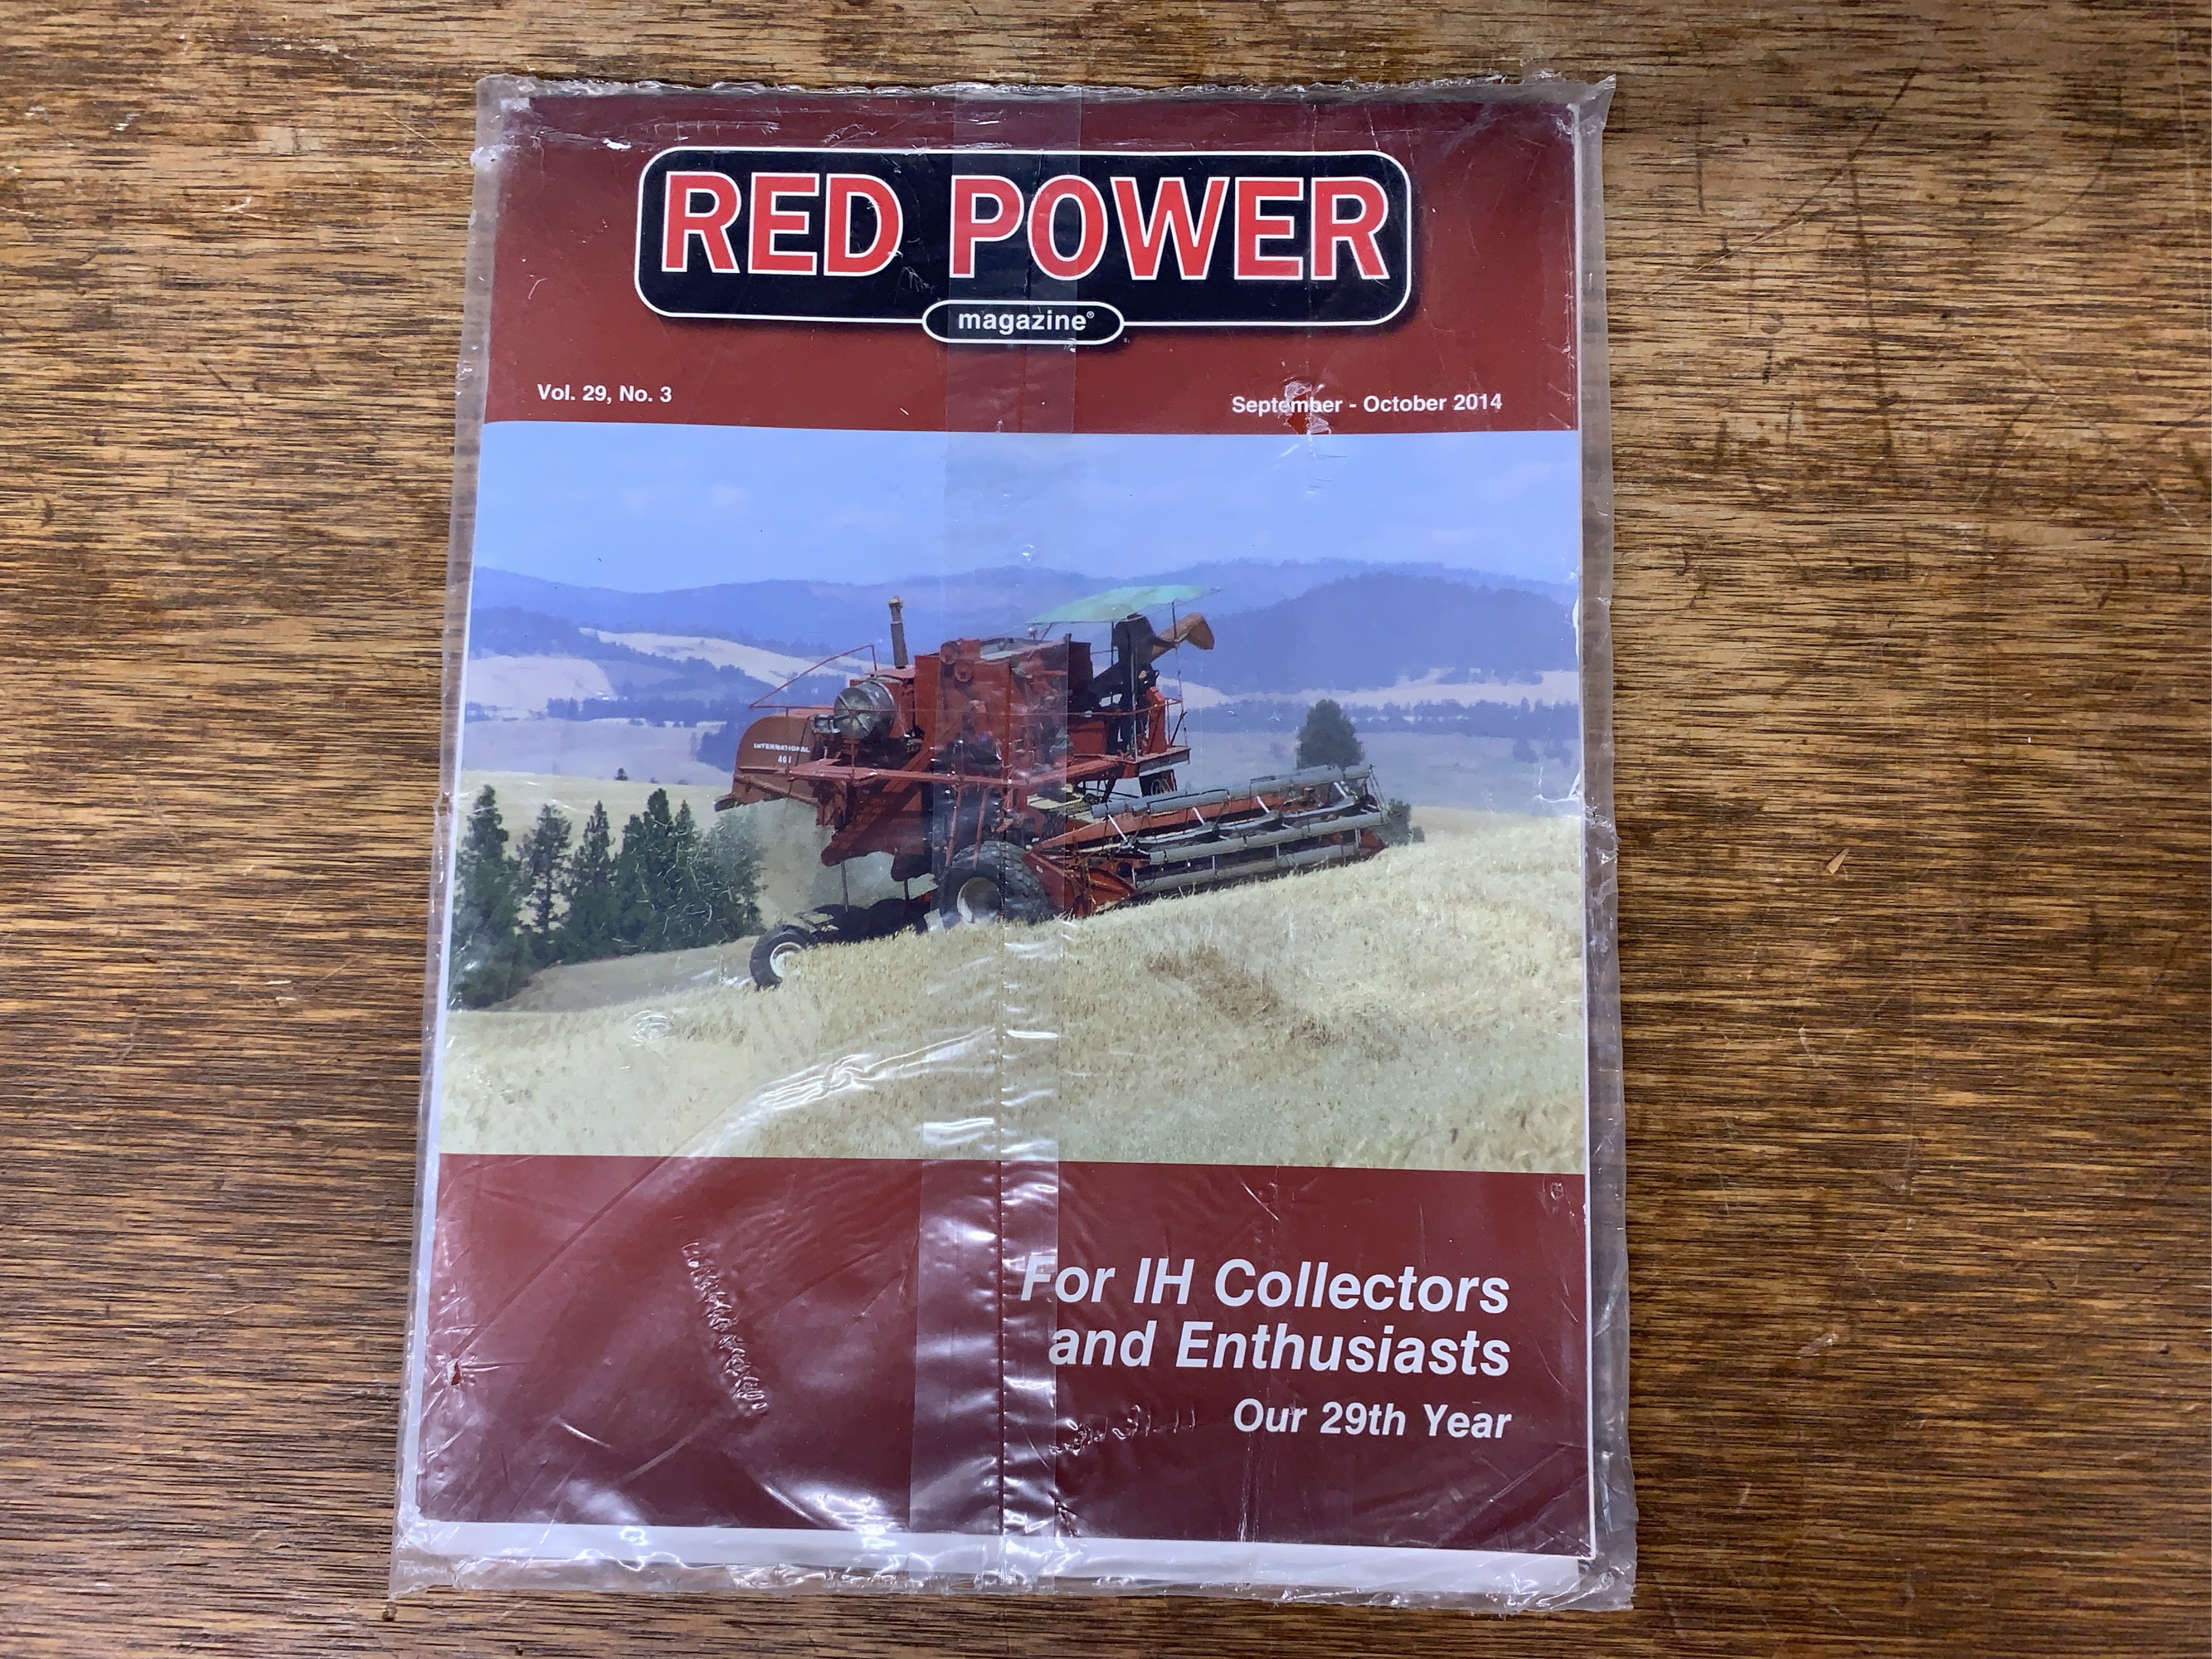 RED POWER
magazine®
Vol. 29, No. 3
September - October 2014
INTERNATIONAL
For IH Collectors
and Enthusiasts
Our 29th Year